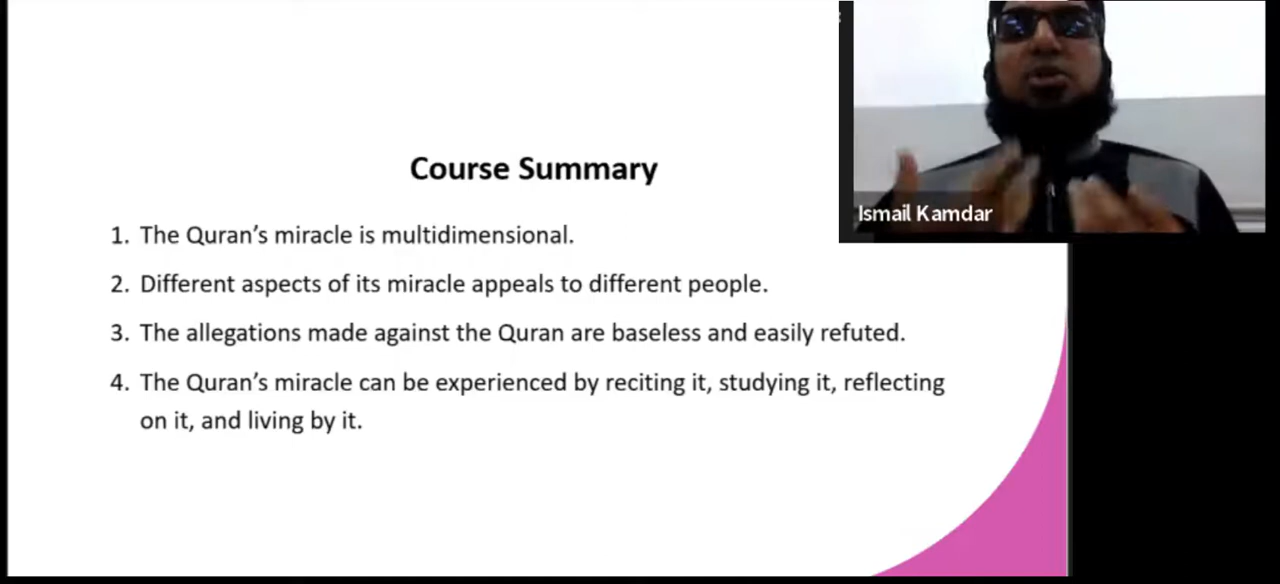 Course Summary
1. The Quran’s miracle is multidimensional.
2. Different aspects of its miracle appeals to different people.
3. The allegations made against the Quran are baseless and easily refuted.
4. The Quran’s miracle can be experienced by reciting it, studying it, reflecting
on it, and living by it.
Ismail Kamdar